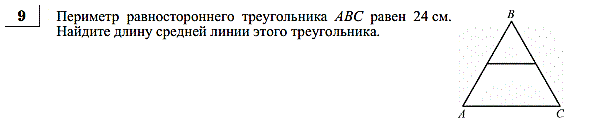 9 Периметр равностороннего треугольника ABC равен 24 см.
Найдите длину средней линии этого треугольника.
B
A C